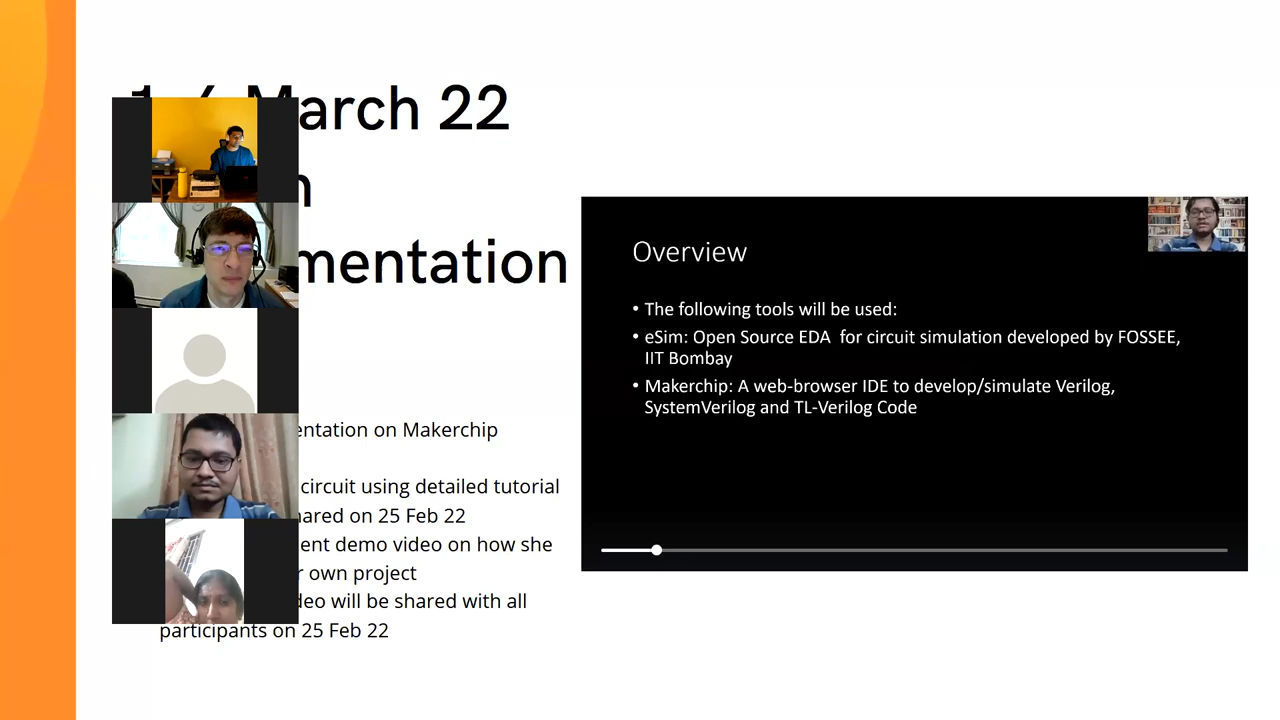 March 22
mentation
entation on Makerchip
circuit using detailed tutorial
hared on 25 Feb 22
ent demo video on how she
own project
deo will be shared with all
participants on 25 Feb 22
Overview
• The following tools will be used:
• eSim: Open Source EDA for circuit simulation developed by FOSSEE,
IIT Bombay
• Makerchip: A web-browser IDE to develop/simulate Verilog,
SystemVerilog and TL-Verilog Code